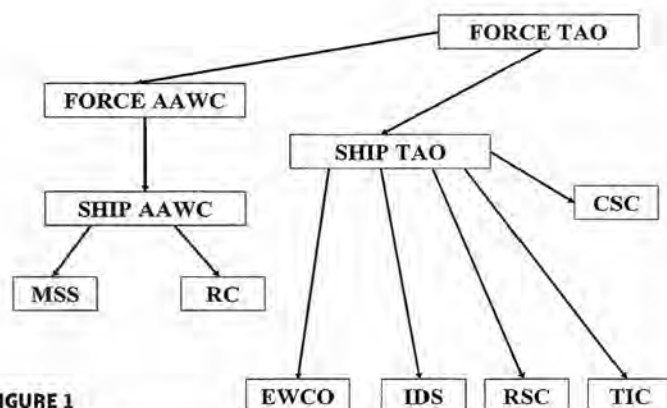 FORCE TAO
FORCE AAWC
SHIP TAO
SHIP AAWC
CSC
MSS
RC
EWCO
IDS
RSC
TIC
IGURE 1